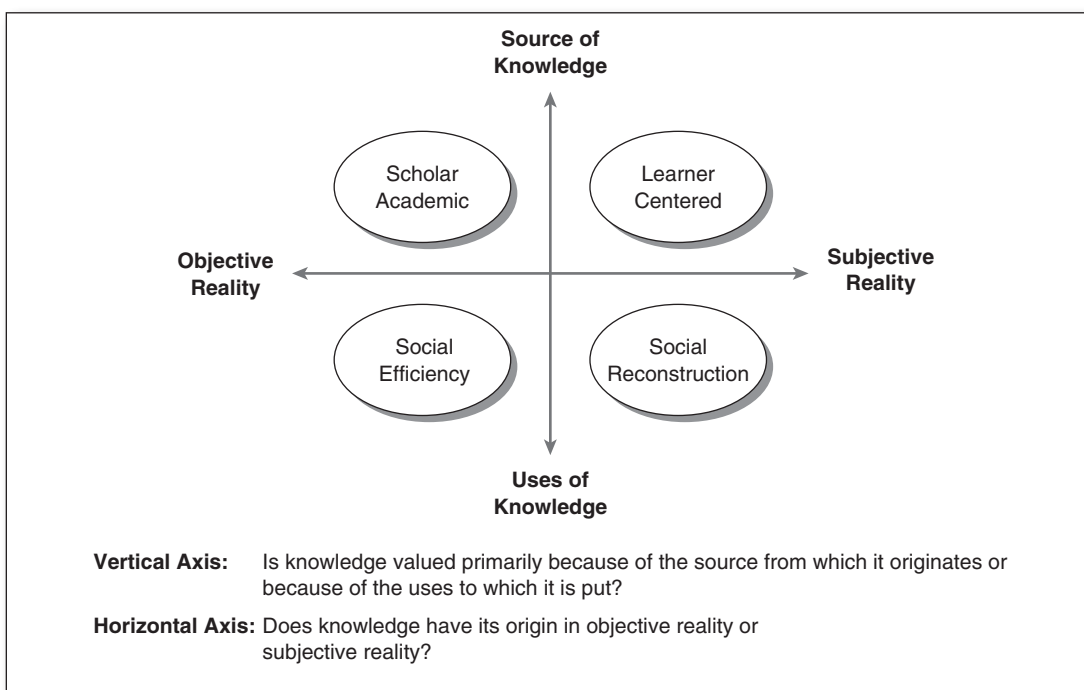 Source of
Knowledge
Scholar
Academic
Learner
Centered
Objective
Reality
Subjective
Reality
Social
Efficiency
Social
Reconstruction
Uses of
Knowledge
Vertical Axis: Is knowledge valued primarily because of the source from which it originates or
because of the uses to which it is put?
Horizontal Axis: Does knowledge have its origin in objective reality or
subjective reality?